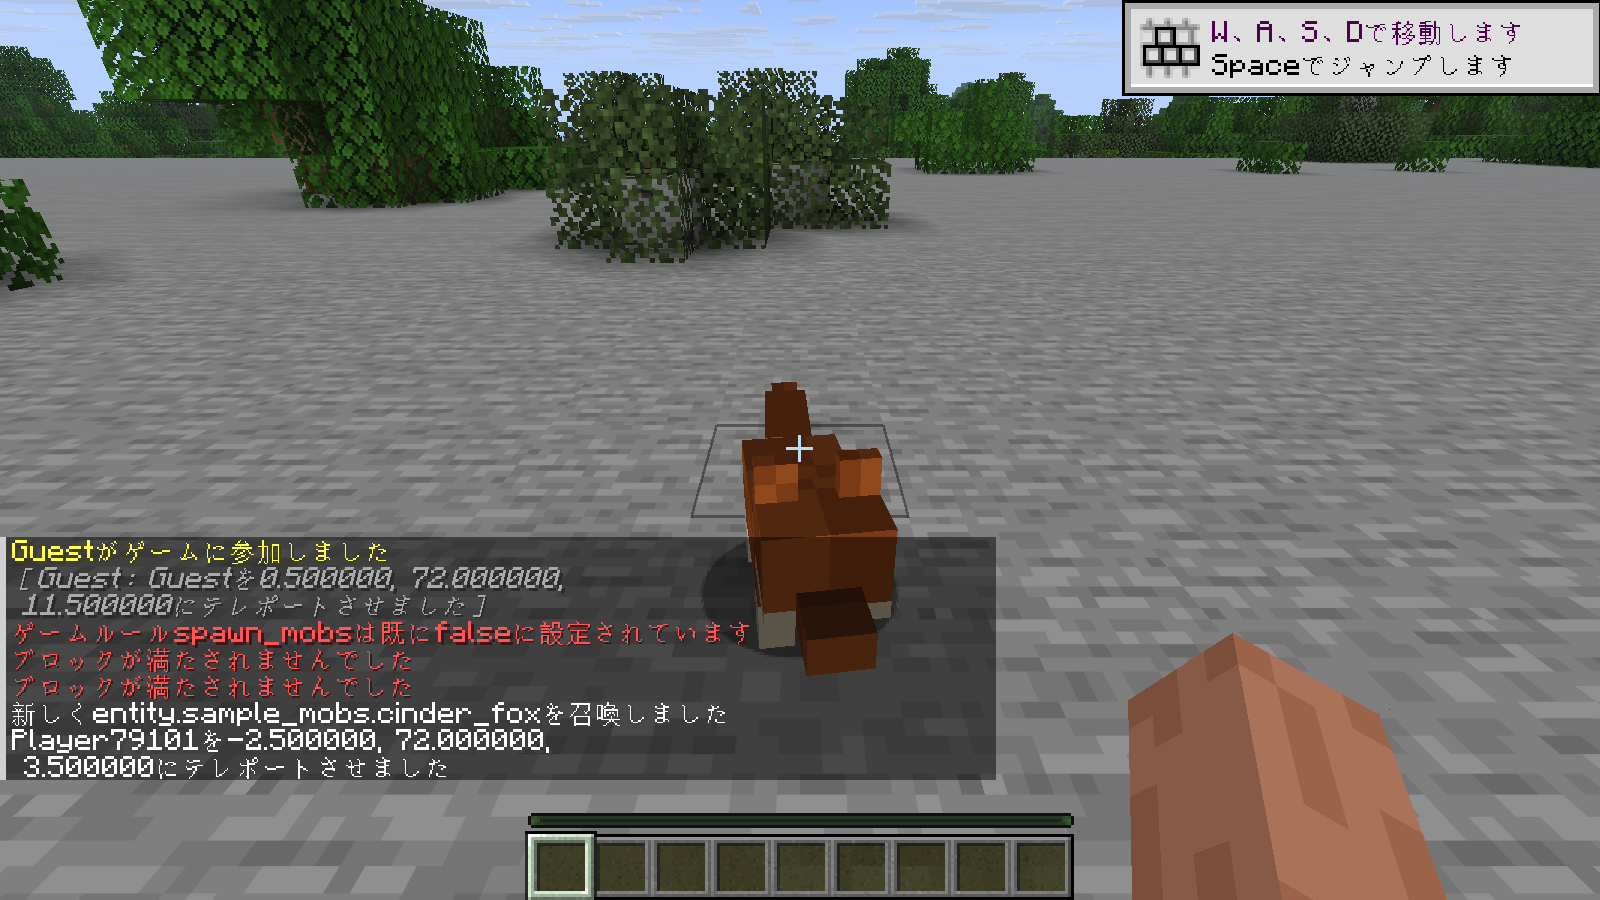 W、A、S、Dで移動します
Spaceでジャンプします
Guestがゲームに参加しました
[Guest: Guestを0.500000, 72.000000,
11.500000にテレポートさせました]
ゲームルールspawn_mobsは既にfalseに設定されています
ブロックが満たされませんでした
ブロックが満たされませんでした
新しくentity.sample_mobs.cinder_foxを召喚しました
Player79101を-2.500000, 72.000000,
3.500000にテレポートさせました